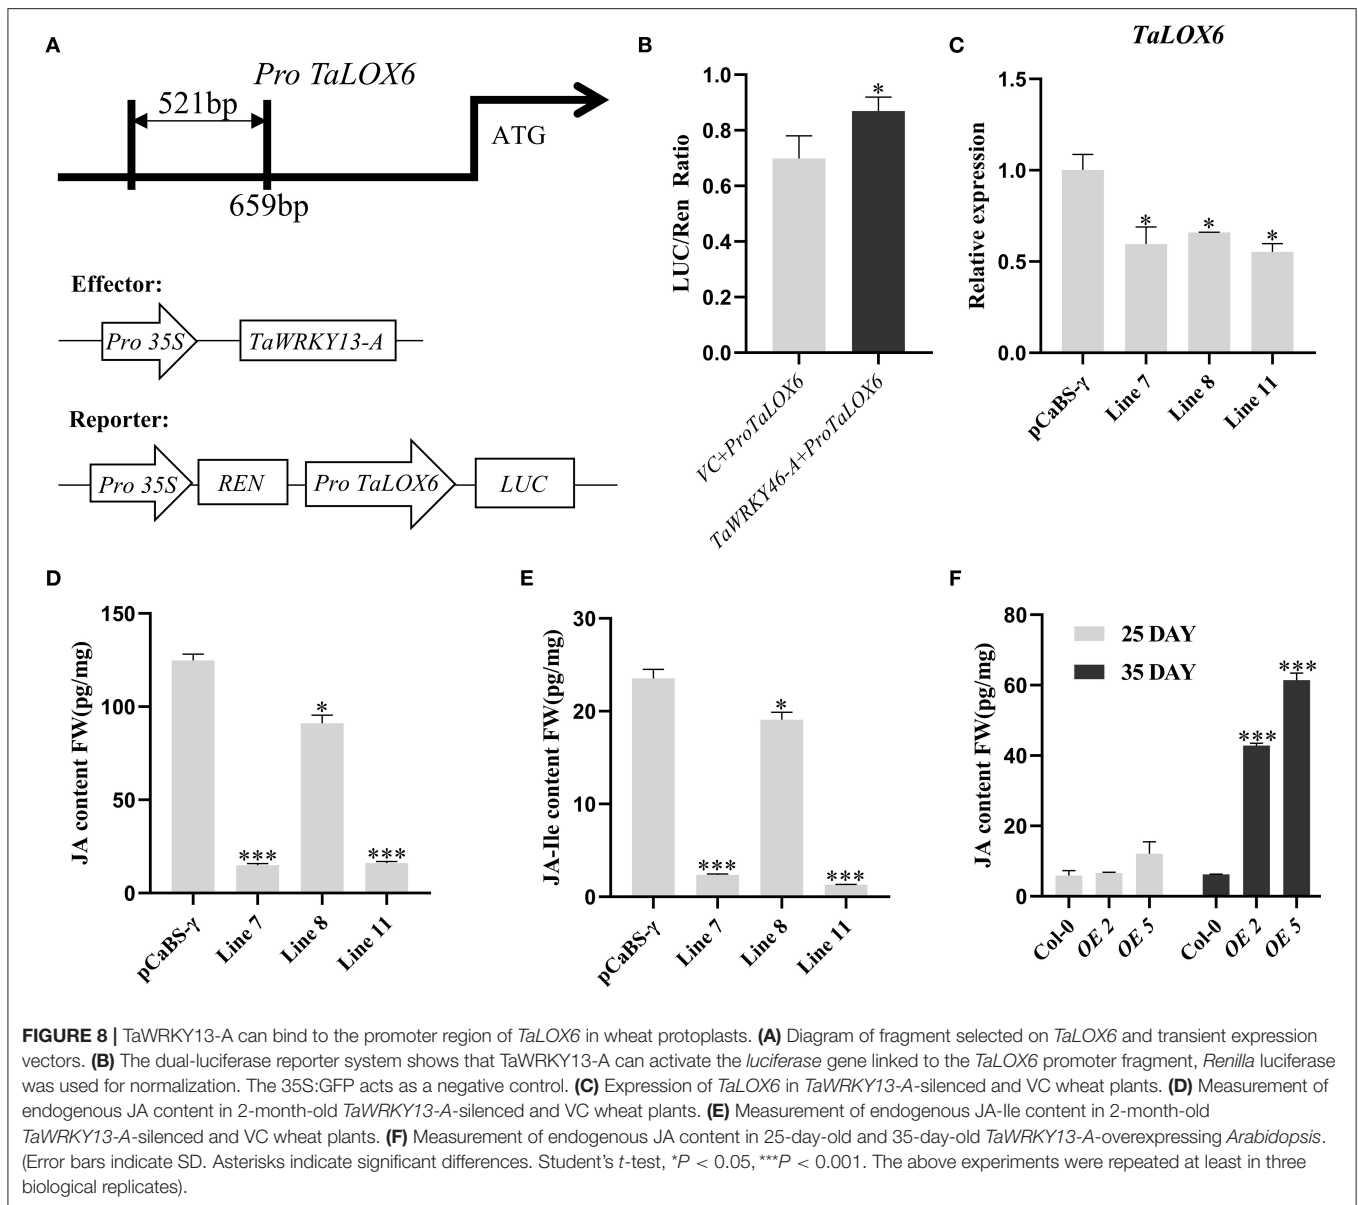 A
Pro TaLOX6
521bp
ATG
659bp
Effector:
Pro 35S
TaWRKY13-A
Reporter:
Pro 35S
REN
Pro TaLOX6
LUC
B
LUC/Ren Ratio
1.0
0.8
0.6
0.4
0.2
0.0
*
VC+ProTaLOX6
TaWRKY46-A+ProTaLOX6
C
TaLOX6
Relative expression
1.5
1.0
0.5
0.0
*
*
*
pCaBS-γ
Line 7
Line 8
Line 11
D
JA content FW(pg/mg)
150
100
50
0
***
*
***
pCaBS-γ
Line 7
Line 8
Line 11
E
JA-Ile content FW(pg/mg)
30
20
10
0
***
*
***
pCaBS-γ
Line 7
Line 8
Line 11
F
JA content FW(pg/mg)
80
60
40
20
0
25 DAY
35 DAY
***
***
Col-0
OE 2
OE 5
Col-0
OE 2
OE 5
FIGURE 8 | TaWRKY13-A can bind to the promoter region of TaLOX6 in wheat protoplasts. (A) Diagram of fragment selected on TaLOX6 and transient expression
vectors. (B) The dual-luciferase reporter system shows that TaWRKY13-A can activate the luciferase gene linked to the TaLOX6 promoter fragment, Renilla luciferase
was used for normalization. The 35S:GFP acts as a negative control. (C) Expression of TaLOX6 in TaWRKY13-A-silenced and VC wheat plants. (D) Measurement of
endogenous JA content in 2-month-old TaWRKY13-A-silenced and VC wheat plants. (E) Measurement of endogenous JA-Ile content in 2-month-old
TaWRKY13-A-silenced and VC wheat plants. (F) Measurement of endogenous JA content in 25-day-old and 35-day-old TaWRKY13-A-overexpressing Arabidopsis.
(Error bars indicate SD. Asterisks indicate significant differences. Student's t-test, *P < 0.05, ***P < 0.001. The above experiments were repeated at least in three
biological replicates).